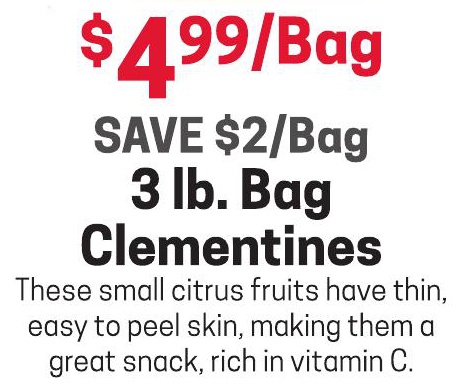 $4.99/Bag
SAVE $2/Bag
3 lb. Bag
Clementines
These small citrus fruits have thin,
easy to peel skin, making them a
great snack, rich in vitamin C.